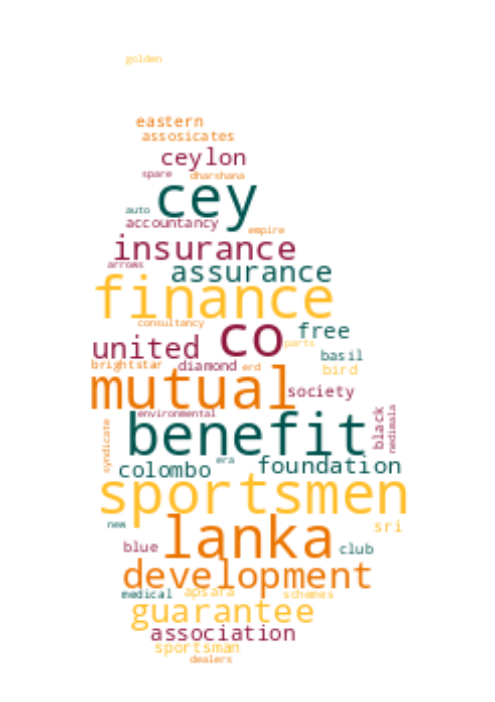 golden
eastern
assosicates
ceylon
spare dharshana
cey
auto
accountancy
empire
insurance
arrows
assurance
finance
consultancy
co free
parts
united
basil
brightstar diamond erd bird
mutual
society
environmental
black
nedimala
benefit
syndicate
era
colombo foundation
sportsmen
new
lanka
sri
blue club
development
medical apsara schemes
guarantee
association
sportsman
dealers